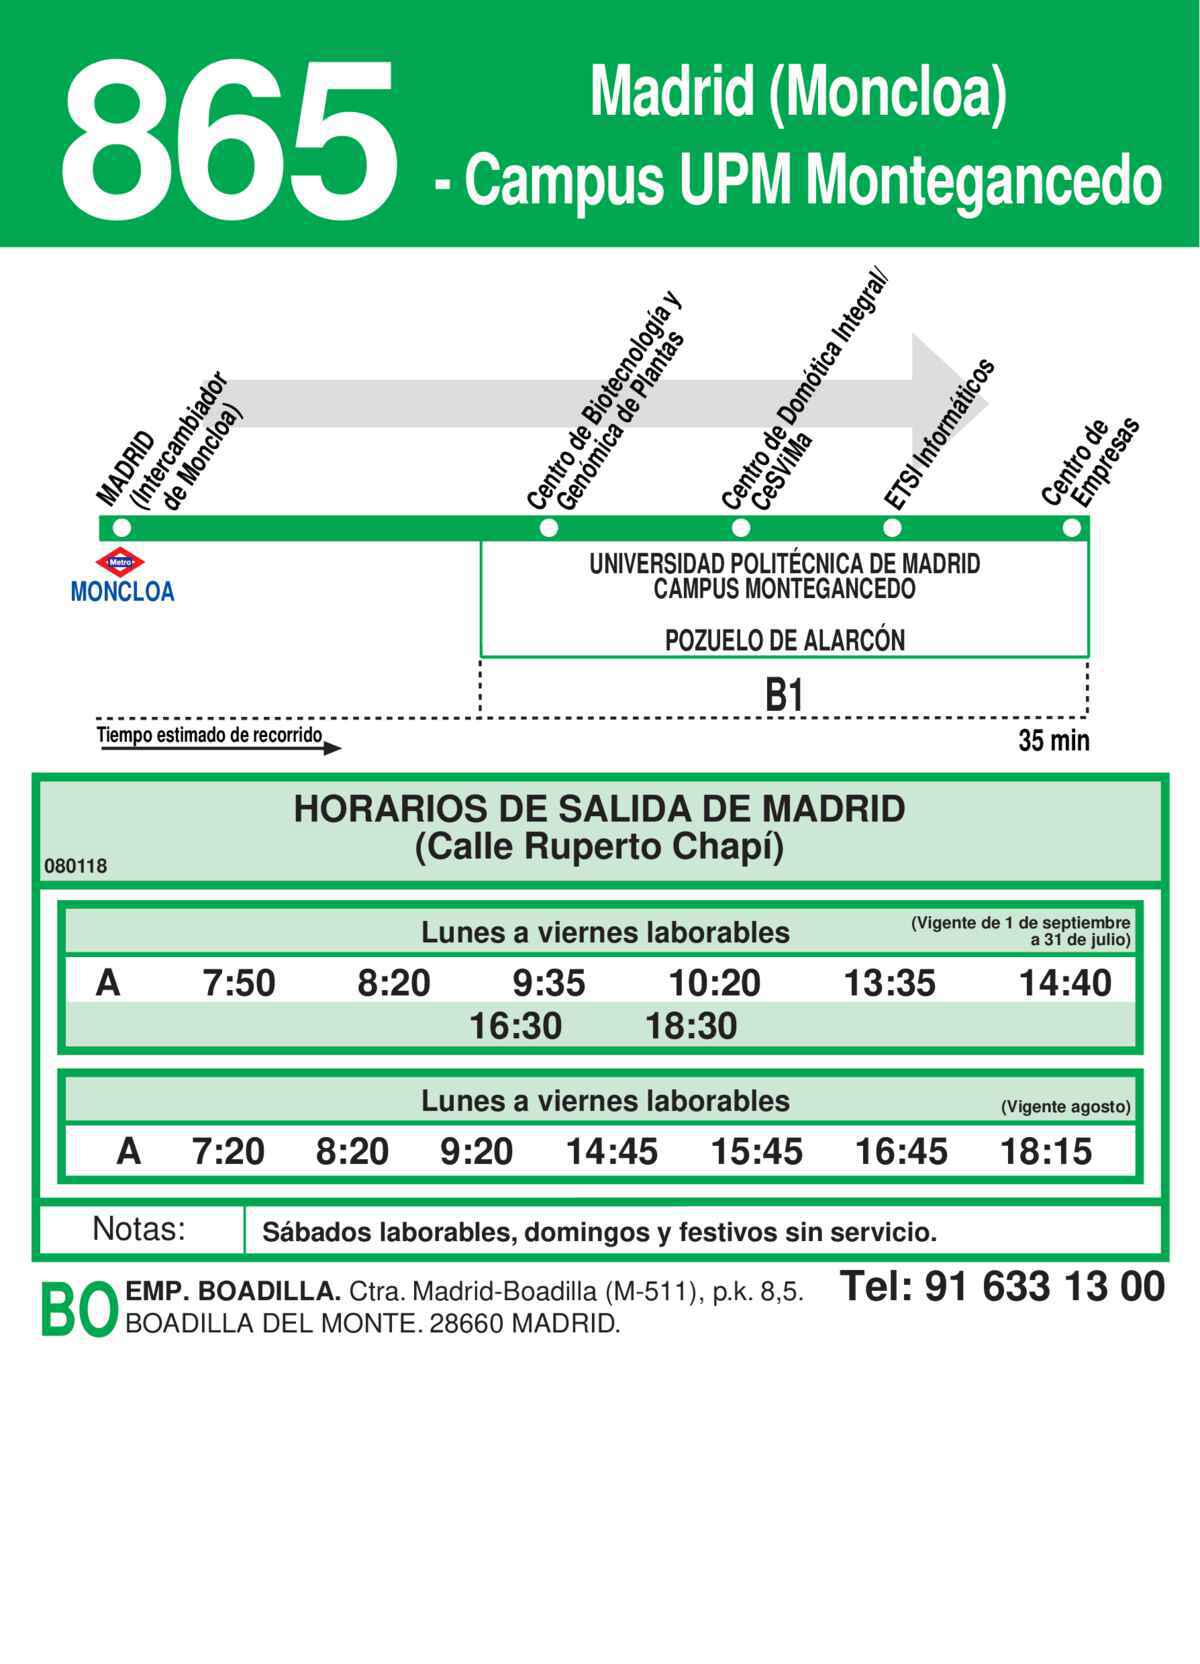 865
Madrid (Moncloa)
- Campus UPM Montegancedo
MADRID
(Intercambiador
de Moncloa)
Centro de Biotecnología y
Genómica de Plantas
Centro de Domótica Integral/
CeSViMa
ETSI Informáticos
Centro de
Empresas
Metro
MONCLOA
UNIVERSIDAD POLITÉCNICA DE MADRID
CAMPUS MONTEGANCEDO
POZUELO DE ALARCÓN
B1
Tiempo estimado de recorrido
35 min
HORARIOS DE SALIDA DE MADRID
(Calle Ruperto Chapí)
080118
Lunes a viernes laborables
(Vigente de 1 de septiembre
a 31 de julio)
A 7:50 8:20 9:35 10:20 13:35 14:40
16:30 18:30
Lunes a viernes laborables
(Vigente agosto)
A 7:20 8:20 9:20 14:45 15:45 16:45 18:15
Notas: Sábados laborables, domingos y festivos sin servicio.
BO
EMP. BOADILLA. Ctra. Madrid-Boadilla (M-511), p.k. 8,5.
BOADILLA DEL MONTE. 28660 MADRID.
Tel: 91 633 13 00